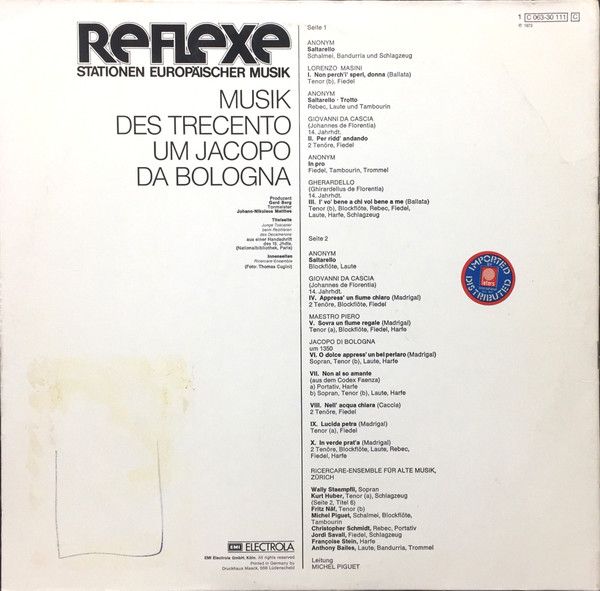 REFLEXE
STATIONEN EUROPÄISCHER MUSIK
MUSIK
DES TRECENTO
UM JACOPO
DA BOLOGNA
Produzent
Gerd Berg
Tonmeister
Johann-Nikolaus Matthes
Titelseite
Junge Toskaner
beim Rezitieren
des Decamerone
aus einer Handschrift
des 15. Jhdts.
(Nationalbibliothek, Paris)
Innenseiten
Ricercare-Ensemble
(Foto: Thomas Cugini)
EMI ELECTROLA
EMI Electrola GmbH, Köln. All rights reserved
Printed in Germany by
Druckhaus Maack, 588 Lüdenscheid
1 C 063-30 111 C
℗ 1973
Seite 1
ANONYM
Saltarello
Schalmei, Bandurria und Schlagzeug
LORENZO MASINI
I. Non perch'i' speri, donna (Ballata)
Tenor (b), Fiedel
ANONYM
Saltarello · Trotto
Rebec, Laute und Tambourin
GIOVANNI DA CASCIA
(Johannes de Florentia)
14. Jahrhdt.
II. Per ridd' andando
2 Tenöre, Fiedel
ANONYM
In pro
Fiedel, Tambourin, Trommel
GHERARDELLO
(Ghirardellus de Florentia)
14. Jahrhdt.
III. I' vo' bene a chi vol bene a me (Ballata)
Tenor (b), Blockflöte, Rebec, Fiedel,
Laute, Harfe, Schlagzeug
Seite 2
ANONYM
Saltarello
Blockflöte, Laute
GIOVANNI DA CASCIA
(Johannes de Florentia)
14. Jahrhdt.
IV. Appress' un fiume chiaro (Madrigal)
2 Tenöre, Blockflöte, Fiedel
MAESTRO PIERO
V. Sovra un fiume regale (Madrigal)
Tenor (a), Blockflöte, Fiedel, Harfe
JACOPO DI BOLOGNA
um 1350
VI. O dolce appress' un bel perlaro (Madrigal)
Sopran, Tenor (b), Laute, Harfe
VII. Non al so amante
(aus dem Codex Faenza)
a) Portativ, Harfe
b) Sopran, Tenor (b), Laute, Harfe
VIII. Nell' acqua chiara (Caccia)
2 Tenöre, Fiedel
IX. Lucida petra (Madrigal)
Tenor (a), Fiedel
X. In verde prat'a (Madrigal)
2 Tenöre, Blockflöte, Laute, Rebec,
Fiedel, Harfe
RICERCARE-ENSEMBLE FÜR ALTE MUSIK,
ZÜRICH
Wally Staempfli, Sopran
Kurt Huber, Tenor (a), Schlagzeug
(Seite 2, Titel 6)
Fritz Näf, Tenor (b)
Michel Piguet, Schalmei, Blockflöte,
Tambourin
Christopher Schmidt, Rebec, Portativ
Jordi Savall, Fiedel, Schlagzeug
Françoise Stein, Harfe
Anthony Bailes, Laute, Bandurria, Trommel
Leitung
MICHEL PIGUET
IMPORTED
BY
Peters
DISTRIBUTED